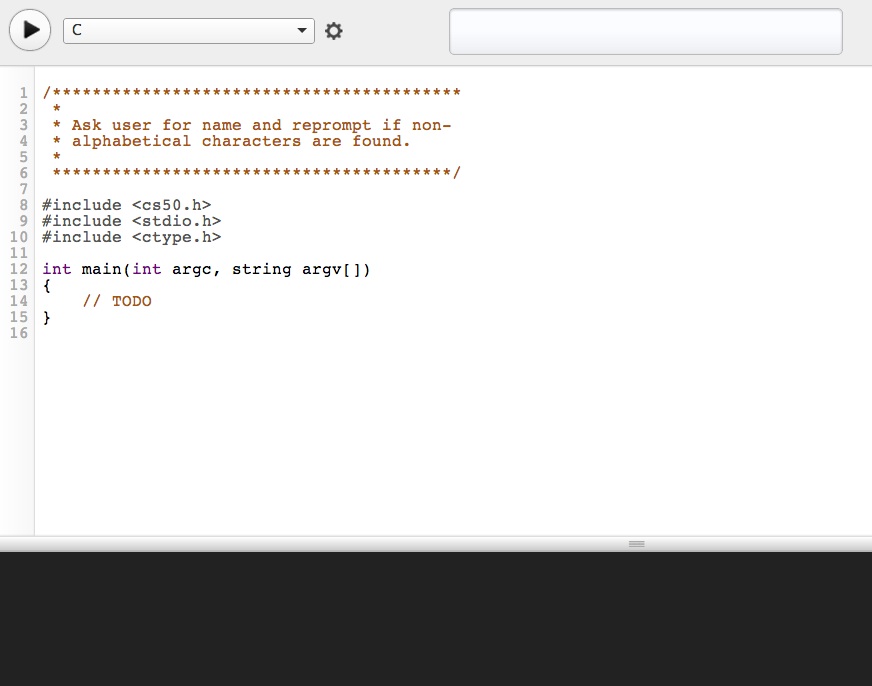 C
1 /*****************************************
2  *
3  * Ask user for name and reprompt if non-
4  * alphabetical characters are found.
5  *
6  ****************************************/
7
8 #include <cs50.h>
9 #include <stdio.h>
10 #include <ctype.h>
11
12 int main(int argc, string argv[])
13 {
14     // TODO
15 }
16